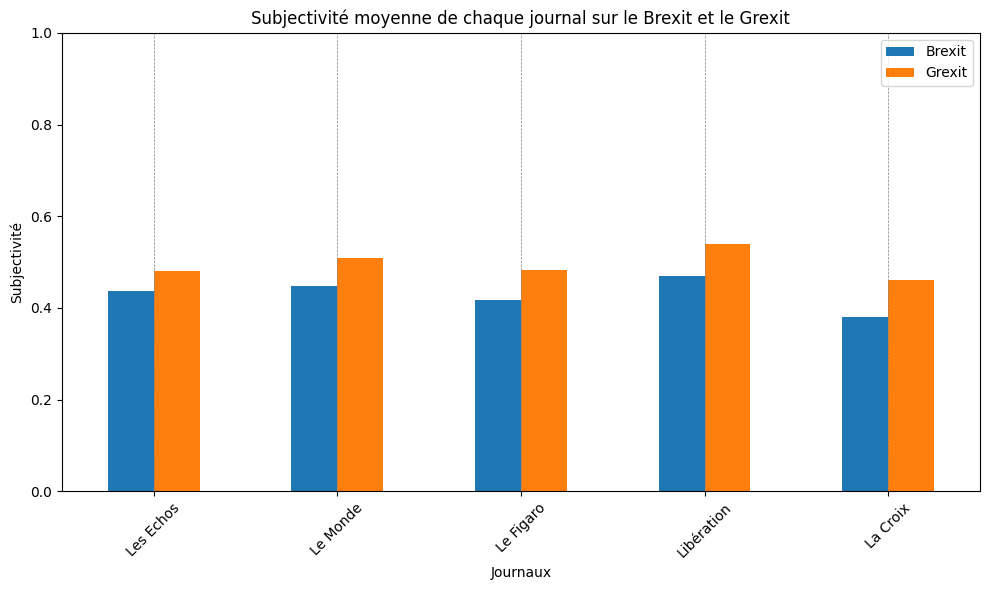 Subjectivité moyenne de chaque journal sur le Brexit et le Grexit
Brexit
Grexit
Subjectivité
1.0
0.8
0.6
0.4
0.2
0.0
Les Echos
Le Monde
Le Figaro
Libération
La Croix
Journaux